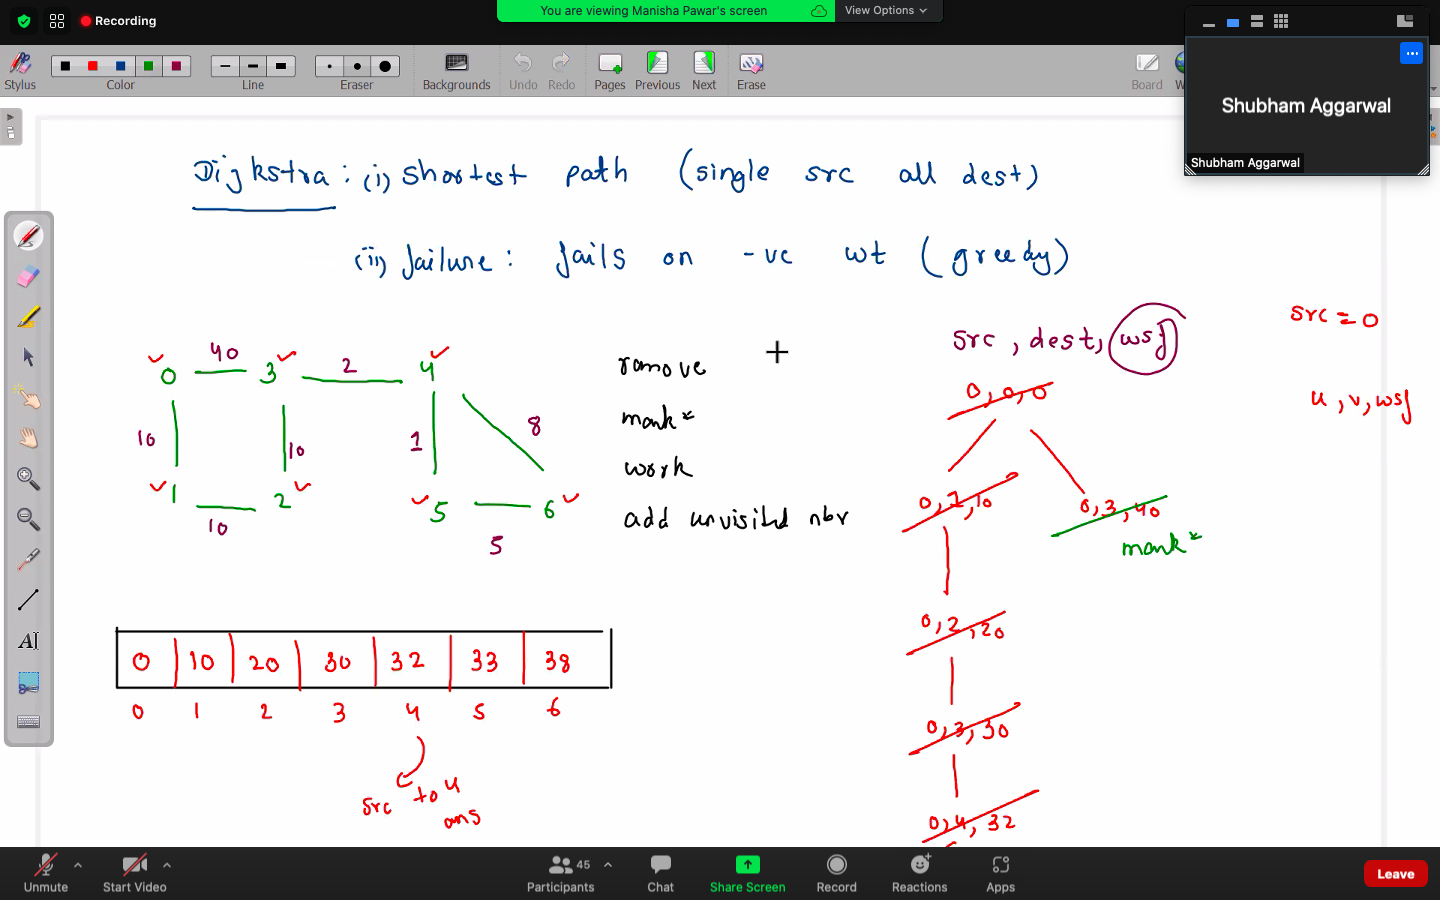 Recording
You are viewing Manisha Pawar's screen
View Options
Stylus
Color
Line
Eraser
Backgrounds
Undo
Redo
Pages
Previous
Next
Erase
Board
W
Shubham Aggarwal
Shubham Aggarwal
Dijkstra : (i) shortest path (single src all dest)
(ii) failure : fails on -ve wt (greedy)
src = 0
src , dest, wsf
u, v, wsf
0 40 3 2 4
10 10 1 8
1 10 2 5 5 6
remove
mark*
work
add unvisited nbr
0, 0, 0
0, 1, 10
0, 3, 40
mark*
0, 2, 20
0, 3, 30
0, 4, 32
0 10 20 30 32 33 38
0 1 2 3 4 5 6
src to 4
ans
AI
Unmute
Start Video
45
Participants
Chat
Share Screen
Record
Reactions
Apps
Leave